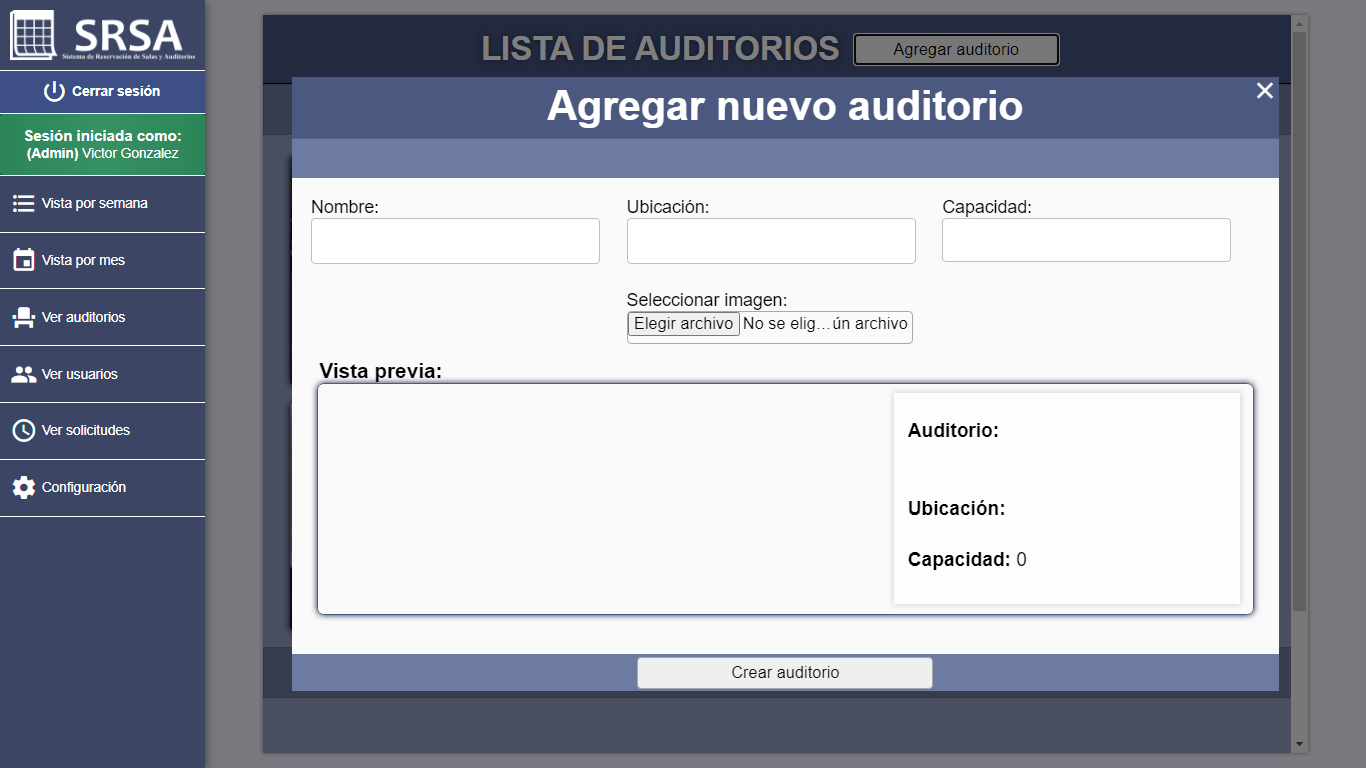 SRSA
Sistema de Reservación de Salas y Auditorios
Cerrar sesión
Sesión iniciada como:
(Admin) Victor Gonzalez
Vista por semana
Vista por mes
Ver auditorios
Ver usuarios
Ver solicitudes
Configuración
LISTA DE AUDITORIOS
Agregar auditorio
Agregar nuevo auditorio
Nombre:
Ubicación:
Capacidad:
Seleccionar imagen:
Elegir archivo No se elig...ún archivo
Vista previa:
Auditorio:
Ubicación:
Capacidad: 0
Crear auditorio